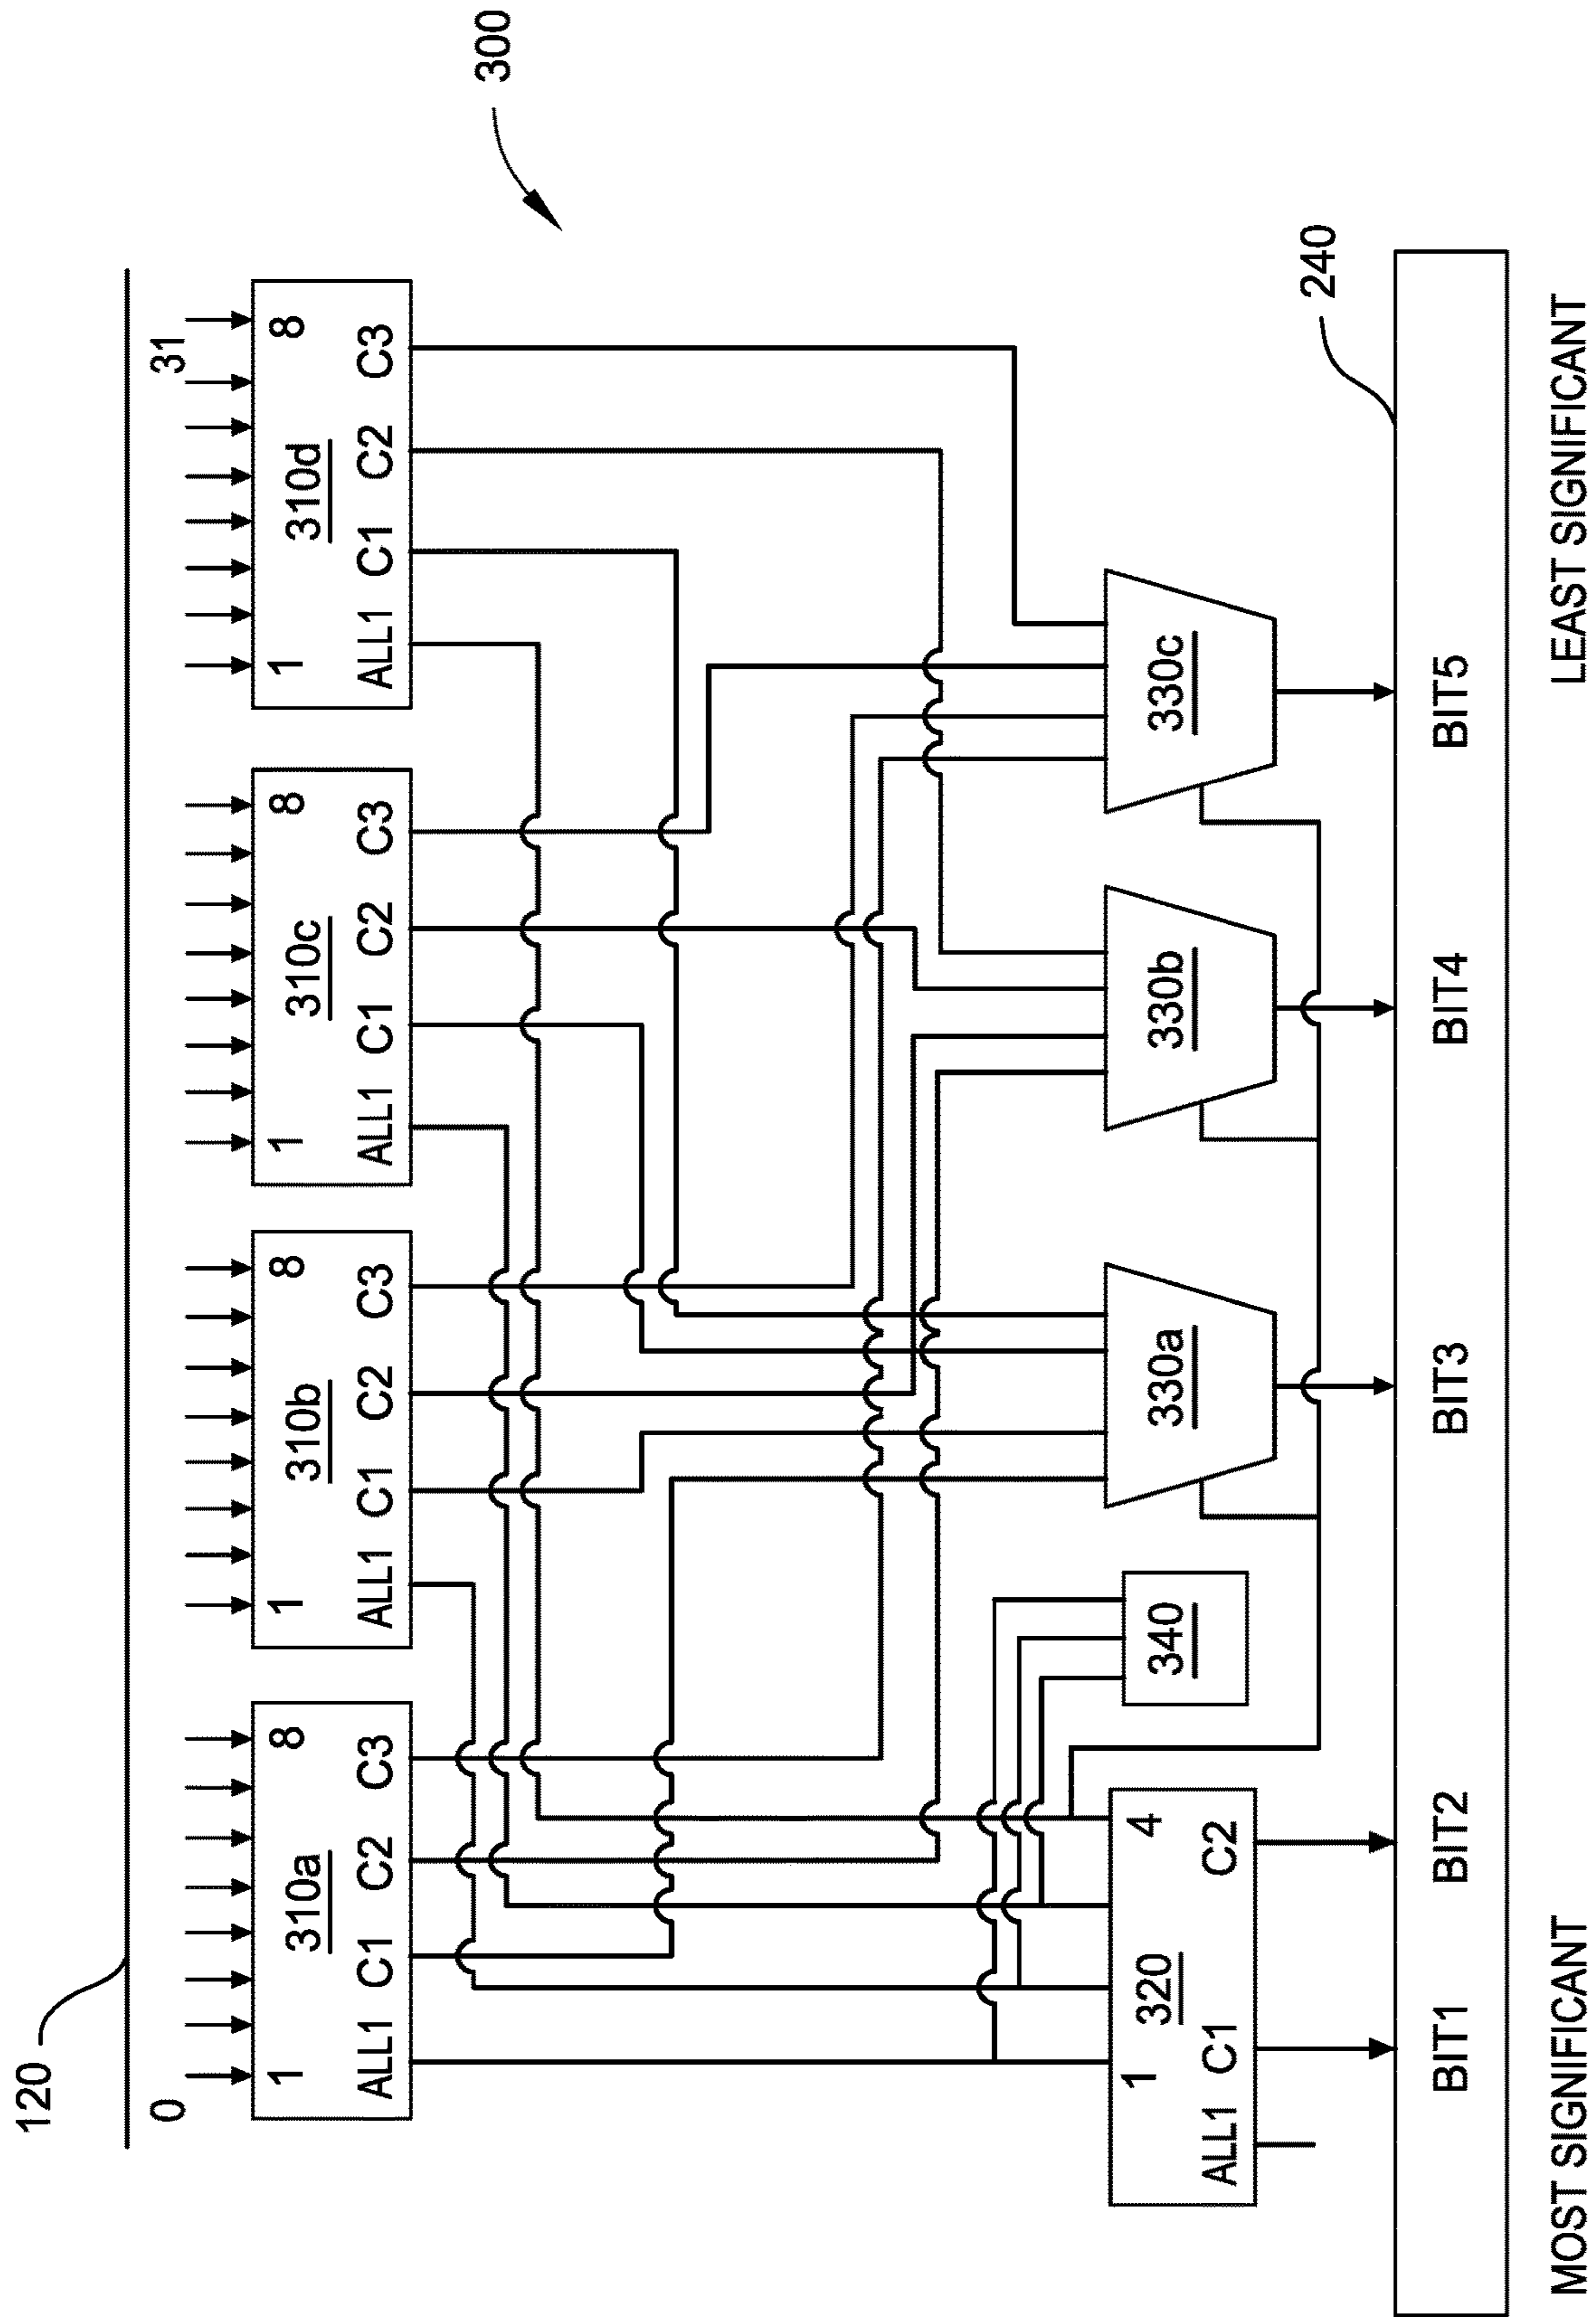 120
300
0
31
1
8
1
8
1
8
1
8
310a
310b
310c
310d
ALL1 C1 C2 C3
ALL1 C1 C2 C3
ALL1 C1 C2 C3
ALL1 C1 C2 C3
1
4
320
ALL1 C1 C2
340
330a
330b
330c
240
BIT1
BIT2
BIT3
BIT4
BIT5
MOST SIGNIFICANT
LEAST SIGNIFICANT